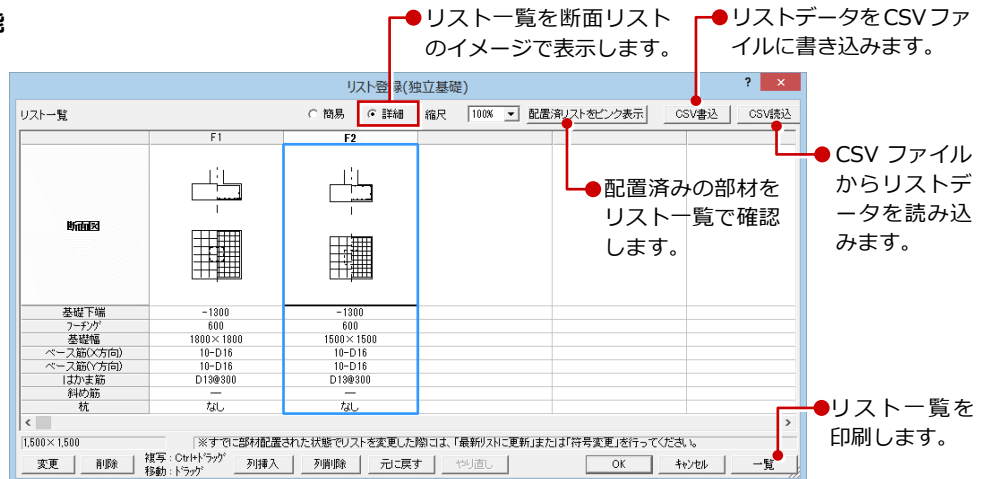 能
リスト一覧を断面リスト
のイメージで表示します。
リストデータをCSVファ
イルに書き込みます。
リスト登録(独立基礎)
? ×
リスト一覧
簡易
詳細
縮尺
100%
配置済リストをピンク表示
CSV書込
CSV読込
F1
F2
断面図
CSV ファイル
からリストデ
ータを読み込
みます。
配置済みの部材を
リスト一覧で確認
します。
基礎下端 -1300 -1300
フーチング 600 600
基礎幅 1800×1800 1500×1500
ベース筋(X方向) 10-D16 10-D16
ベース筋(Y方向) 10-D16 10-D16
はかま筋 D13@300 D13@300
斜め筋 — —
杭 なし なし
リスト一覧を
印刷します。
1,500×1,500
※すでに部材配置された状態でリストを変更した際には、「最新リストに更新」または「符号変更」を行ってください。
変更
削除
複写:Ctrl+ドラッグ
移動:ドラッグ
列挿入
列削除
元に戻す
やり直し
OK
キャンセル
一覧